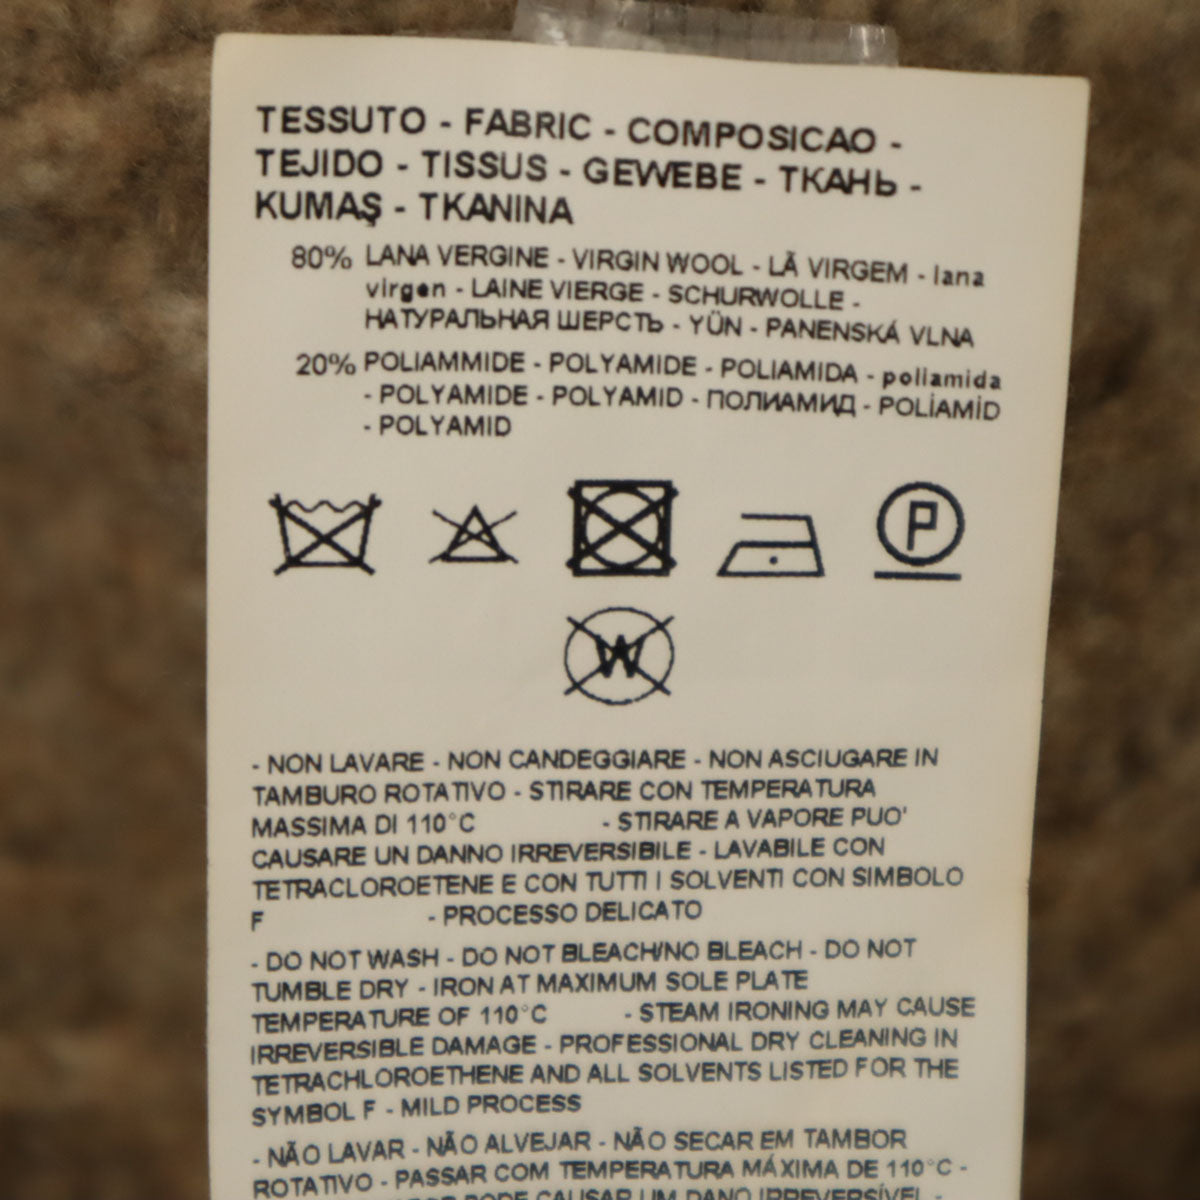 TESSUTO - FABRIC - COMPOSICAO -
TEJIDO - TISSUS - GEWEBE - ТКАНЬ -
KUMAŞ - TKANINA
80% LANA VERGINE - VIRGIN WOOL - LÃ VIRGEM - lana
virgen - LAINE VIERGE - SCHURWOLLE -
НАТУРАЛЬНАЯ ШЕРСТЬ - YÜN - PANENSKÁ VLNA
20% POLIAMMIDE - POLYAMIDE - POLIAMIDA - poliamida
- POLYAMIDE - POLYAMID - ПОЛИАМИД - POLİAMİD
- POLYAMID
P
W
- NON LAVARE - NON CANDEGGIARE - NON ASCIUGARE IN
TAMBURO ROTATIVO - STIRARE CON TEMPERATURA
MASSIMA DI 110°C - STIRARE A VAPORE PUO'
CAUSARE UN DANNO IRREVERSIBILE - LAVABILE CON
TETRACLOROETENE E CON TUTTI I SOLVENTI CON SIMBOLO
F - PROCESSO DELICATO
- DO NOT WASH - DO NOT BLEACH/NO BLEACH - DO NOT
TUMBLE DRY - IRON AT MAXIMUM SOLE PLATE
TEMPERATURE OF 110°C - STEAM IRONING MAY CAUSE
IRREVERSIBLE DAMAGE - PROFESSIONAL DRY CLEANING IN
TETRACHLOROETHENE AND ALL SOLVENTS LISTED FOR THE
SYMBOL F - MILD PROCESS
- NÃO LAVAR - NÃO ALVEJAR - NÃO SECAR EM TAMBOR
ROTATIVO - PASSAR COM TEMPERATURA MÁXIMA DE 110°C -
PODE CAUSAR UM DANO IRREVERSÍVEL -